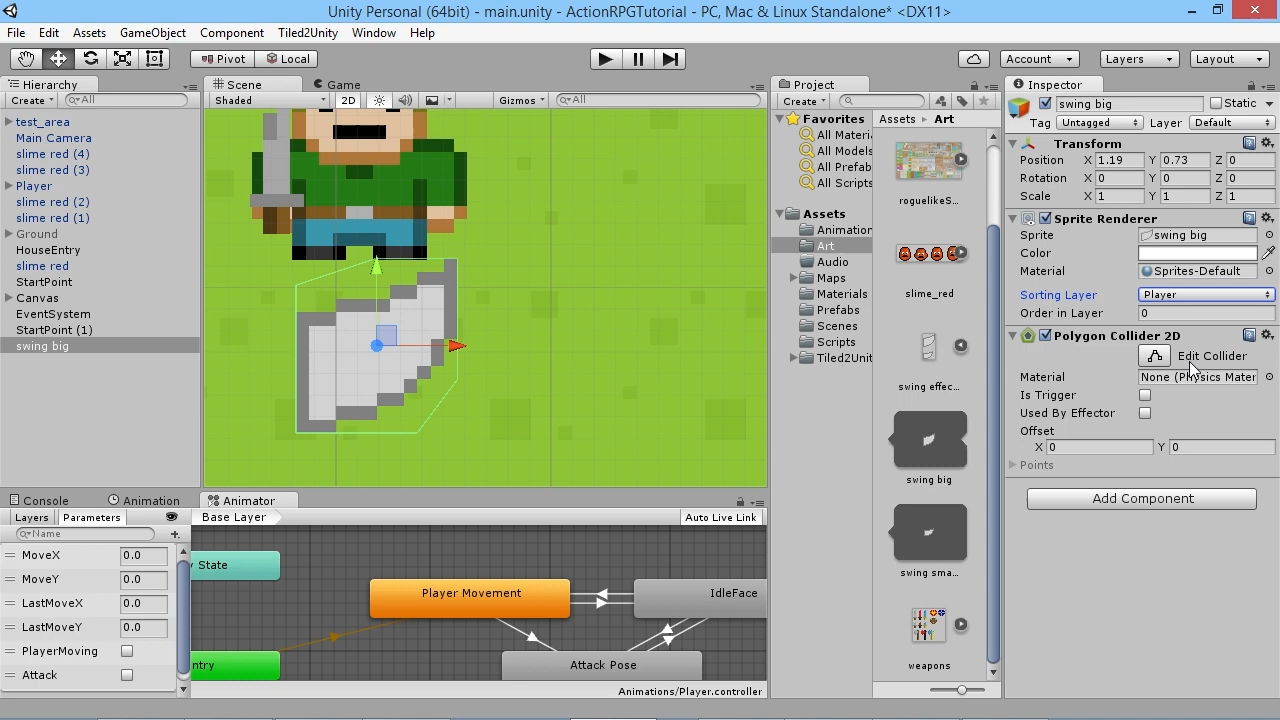 Unity Personal (64bit) - main.unity - ActionRPGTutorial - PC, Mac & Linux Standalone* <DX11>
File Edit Assets GameObject Component Tiled2Unity Window Help
Pivot Local Account Layers Layout
Hierarchy
Create All
test_area
Main Camera
slime red (4)
slime red (3)
Player
slime red (2)
slime red (1)
Ground
HouseEntry
slime red
StartPoint
Canvas
EventSystem
StartPoint (1)
swing big
Scene Game
Shaded 2D Gizmos All
Project
Create
Favorites
All Materi
All Models
All Prefab
All Scripts
Assets
Animation
Art
Audio
Maps
Materials
Prefabs
Scenes
Scripts
Tiled2Unit
Assets Art
roguelikeS...
slime_red
swing effec...
swing big
swing sma...
weapons
Inspector
swing big Static
Tag Untagged Layer Default
Transform
Position X 1.19 Y 0.73 Z 0
Rotation X 0 Y 0 Z 0
Scale X 1 Y 1 Z 1
Sprite Renderer
Sprite swing big
Color
Material Sprites-Default
Sorting Layer Player
Order in Layer 0
Polygon Collider 2D
Edit Collider
Material None (Physics Mater
Is Trigger
Used By Effector
Offset
X 0 Y 0
Points
Add Component
Console Animation Animator
Layers Parameters
Name
MoveX 0.0
MoveY 0.0
LastMoveX 0.0
LastMoveY 0.0
PlayerMoving
Attack
Base Layer Auto Live Link
y State
Player Movement
IdleFace
ntry
Attack Pose
Animations/Player.controller